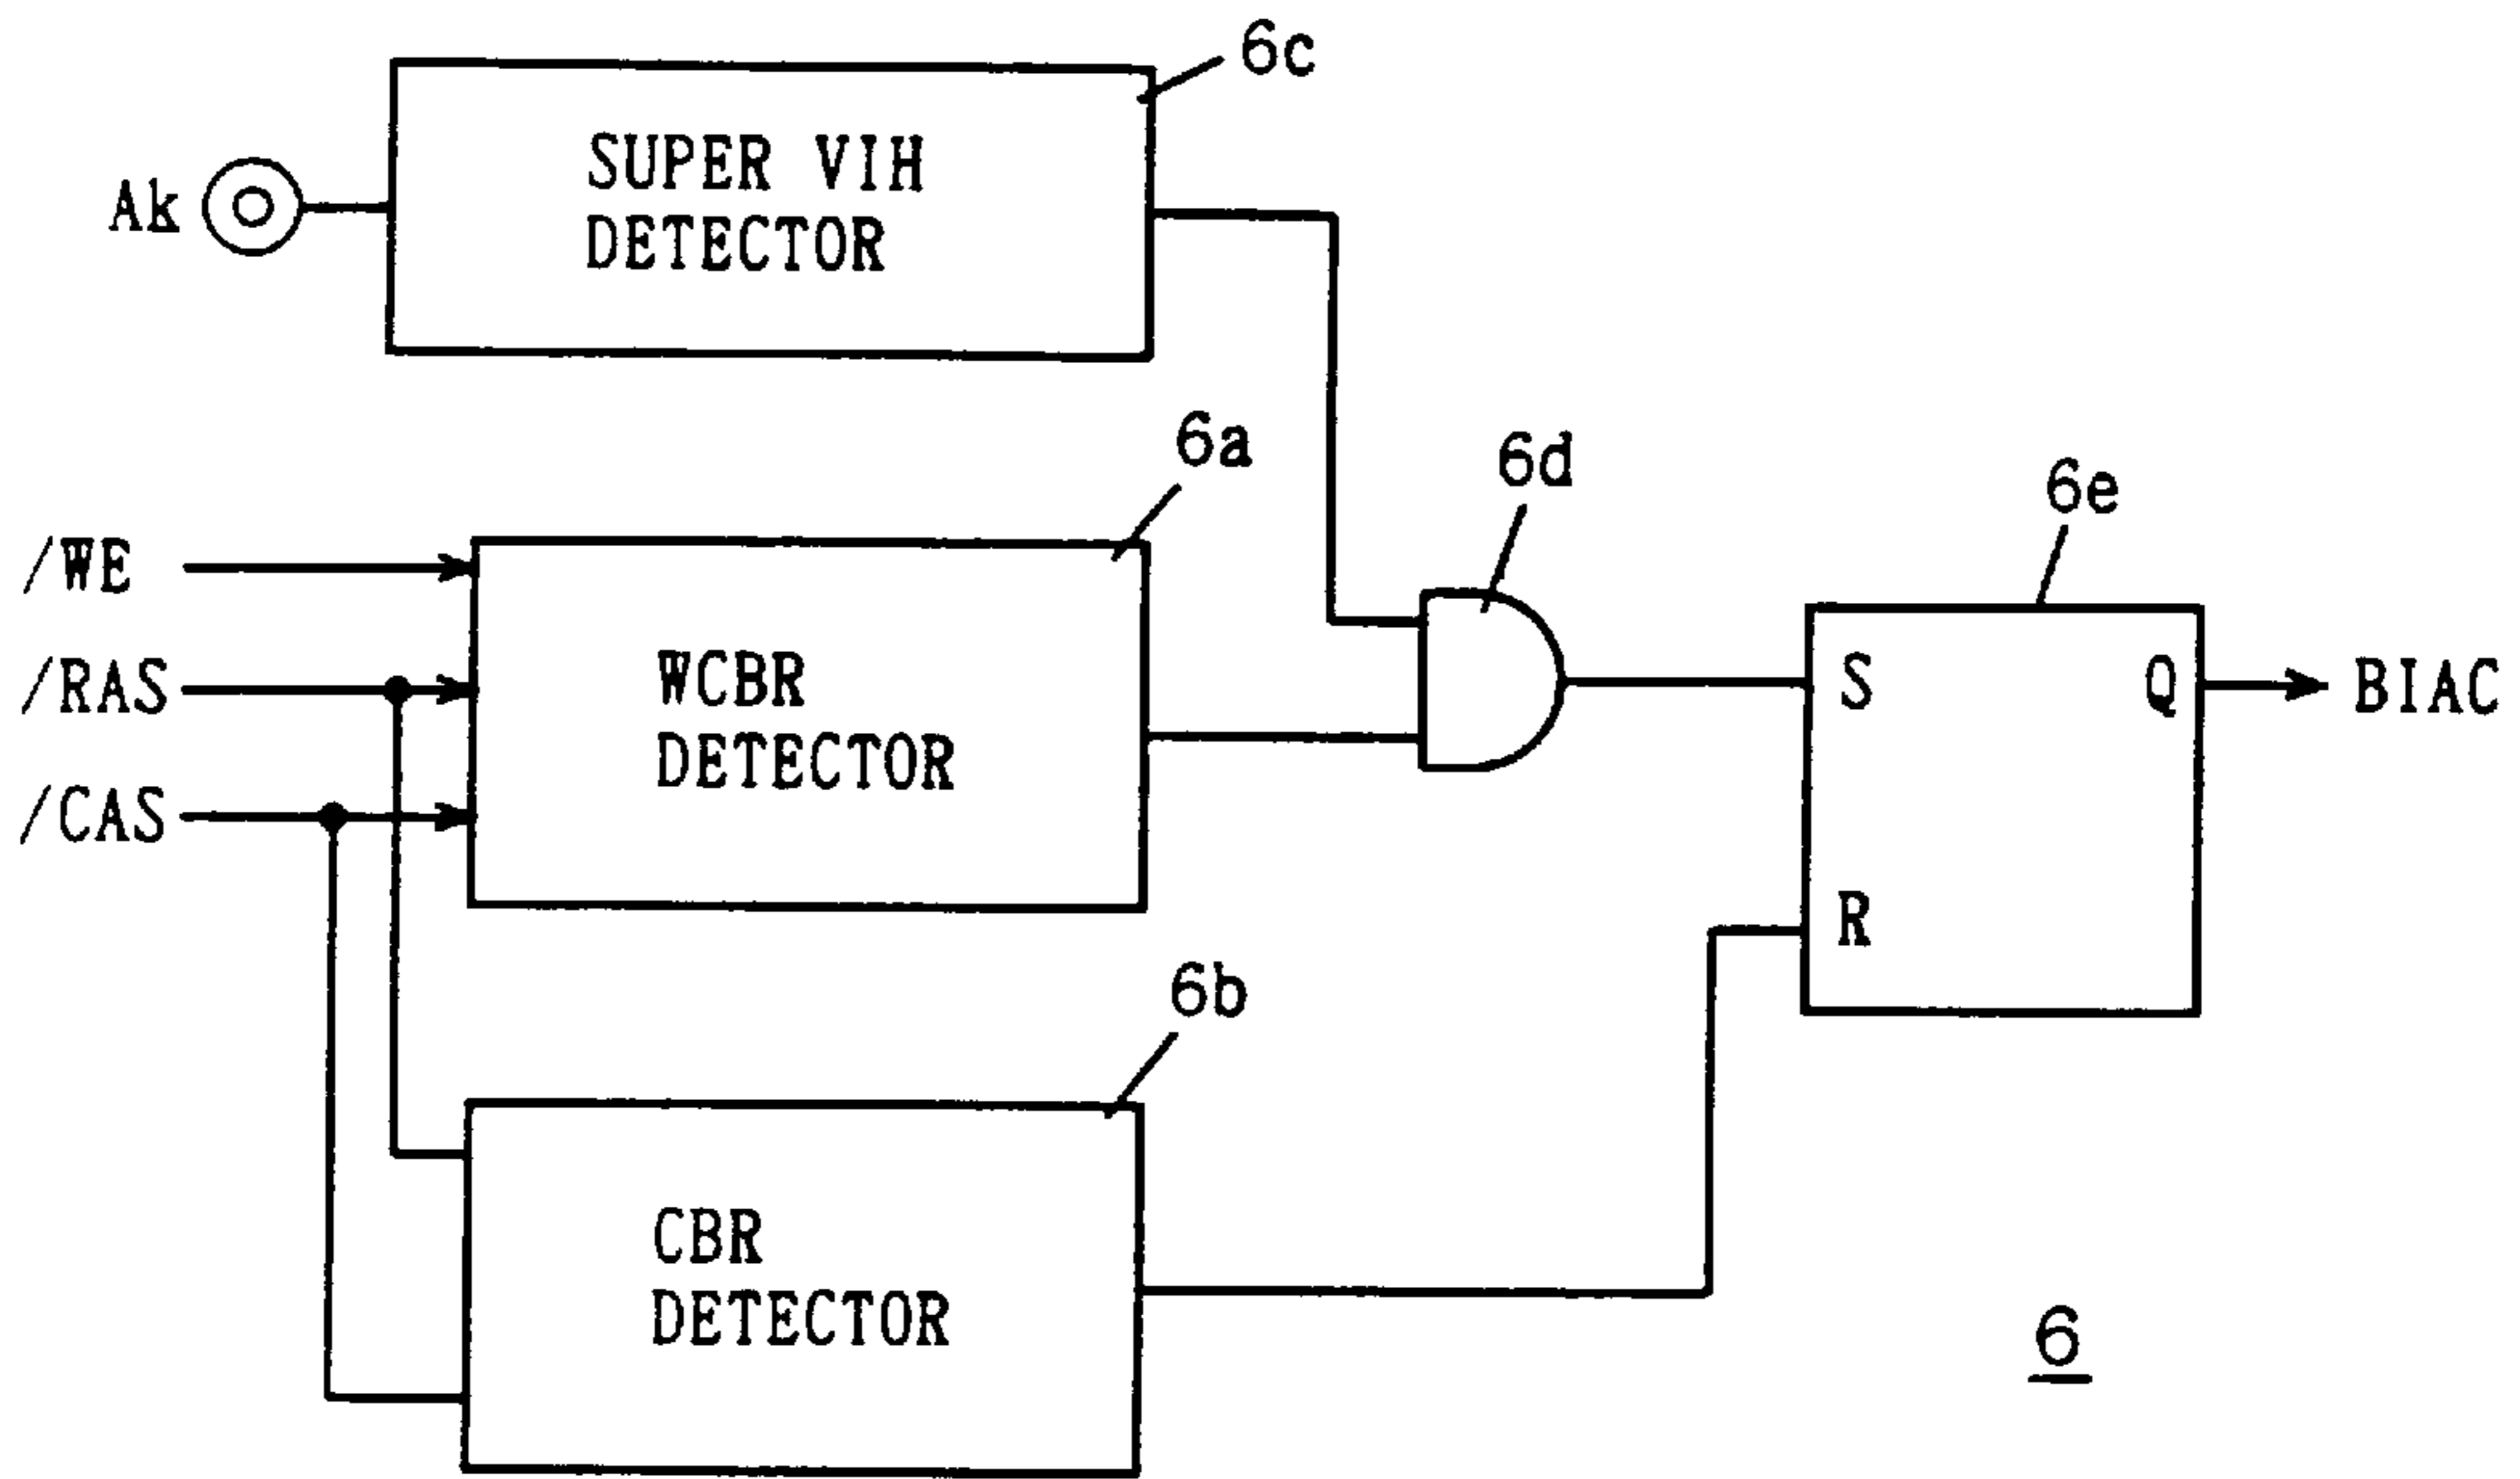 6c
SUPER VIH
DETECTOR
Ak
6a
6d
6e
/WE
/RAS
/CAS
WCBR
DETECTOR
S
Q
BIAC
R
6b
CBR
DETECTOR
6